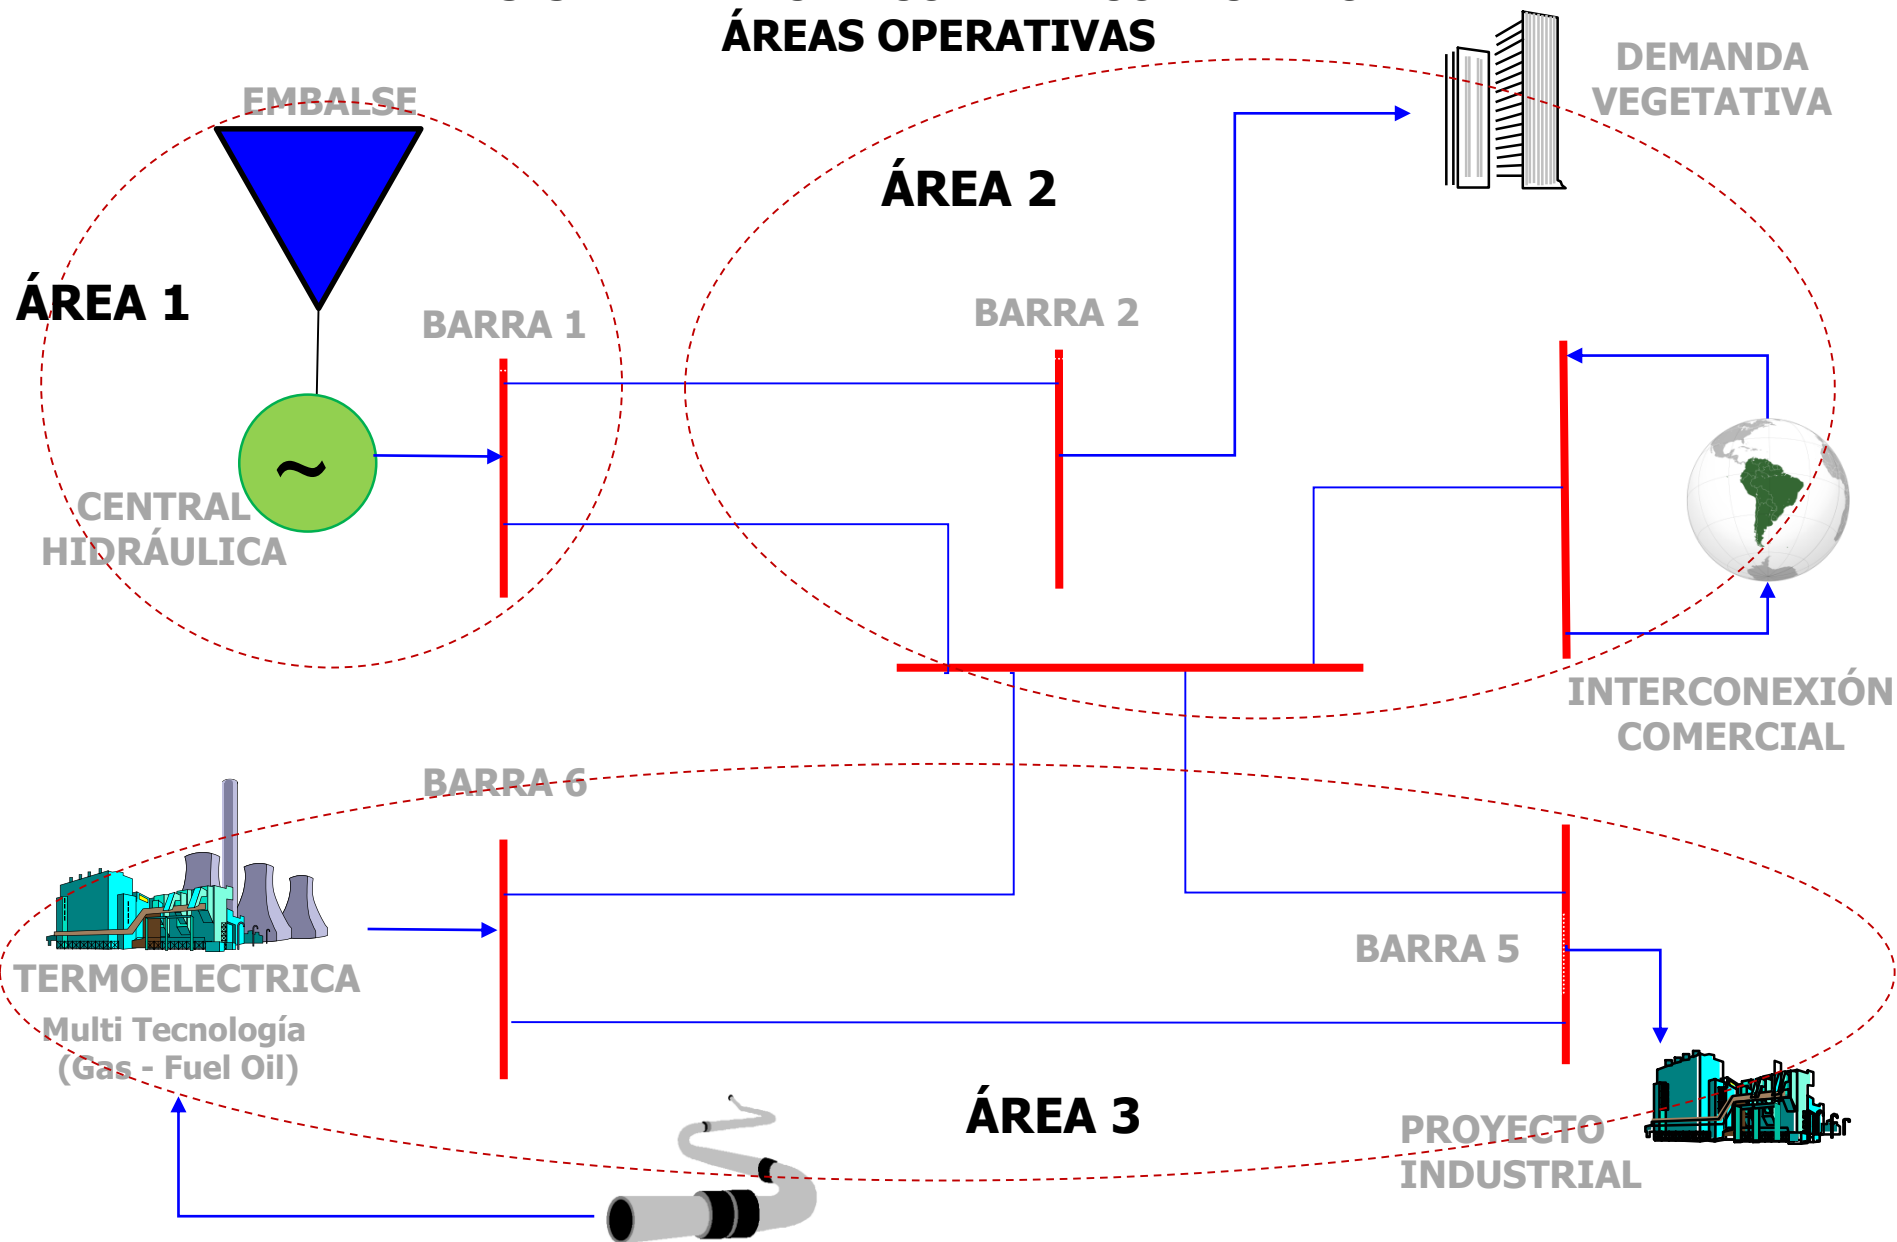 ÁREAS OPERATIVAS
DEMANDA
VEGETATIVA
EMBALSE
ÁREA 2
ÁREA 1
BARRA 1
BARRA 2
~
CENTRAL
HIDRÁULICA
INTERCONEXIÓN
COMERCIAL
BARRA 6
BARRA 5
TERMOELECTRICA
Multi Tecnología
(Gas - Fuel Oil)
ÁREA 3
PROYECTO
INDUSTRIAL